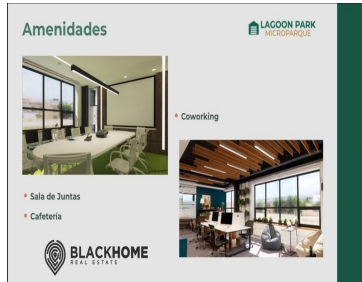 Amenidades
LAGOON PARK
MICROPARQUE
• Coworking
• Sala de Juntas
• Cafetería
BLACKHOME
REAL ESTATE